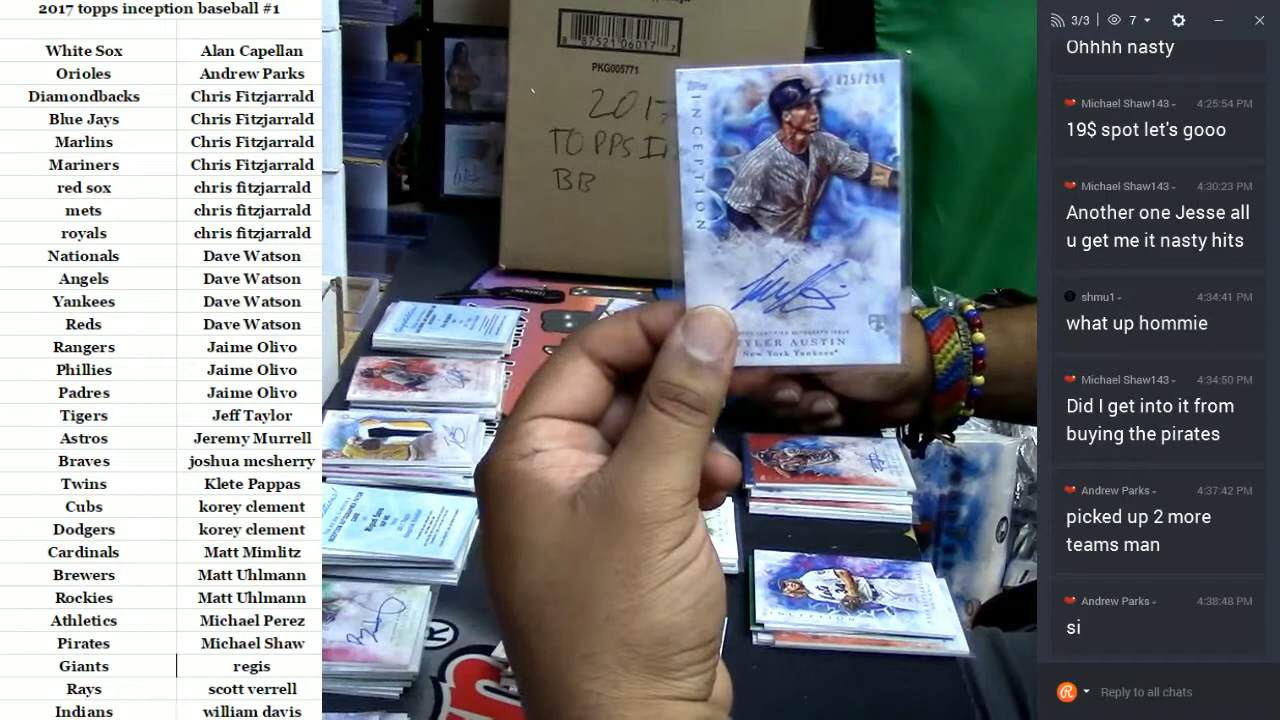 2017 topps inception baseball #1
White Sox Alan Capellan
Orioles Andrew Parks
Diamondbacks Chris Fitzjarrald
Blue Jays Chris Fitzjarrald
Marlins Chris Fitzjarrald
Mariners Chris Fitzjarrald
red sox chris fitzjarrald
mets chris fitzjarrald
royals chris fitzjarrald
Nationals Dave Watson
Angels Dave Watson
Yankees Dave Watson
Reds Dave Watson
Rangers Jaime Olivo
Phillies Jaime Olivo
Padres Jaime Olivo
Tigers Jeff Taylor
Astros Jeremy Murrell
Braves joshua mcsherry
Twins Klete Pappas
Cubs korey clement
Dodgers korey clement
Cardinals Matt Mimlitz
Brewers Matt Uhlmann
Rockies Matt Uhlmann
Athletics Michael Perez
Pirates Michael Shaw
Giants regis
Rays scott verrell
Indians william davis
8 87521 06017 7
PKG005771
2017
TOPPS
BB
INCEPTION
TYLER AUSTIN
New York Yankees
3/3 7
Ohhhh nasty
Michael Shaw143 4:25:54 PM
19$ spot let's gooo
Michael Shaw143 4:30:23 PM
Another one Jesse all
u get me it nasty hits
shmu1 4:34:41 PM
what up hommie
Michael Shaw143 4:34:50 PM
Did I get into it from
buying the pirates
Andrew Parks 4:37:42 PM
picked up 2 more
teams man
Andrew Parks 4:38:48 PM
si
Reply to all chats